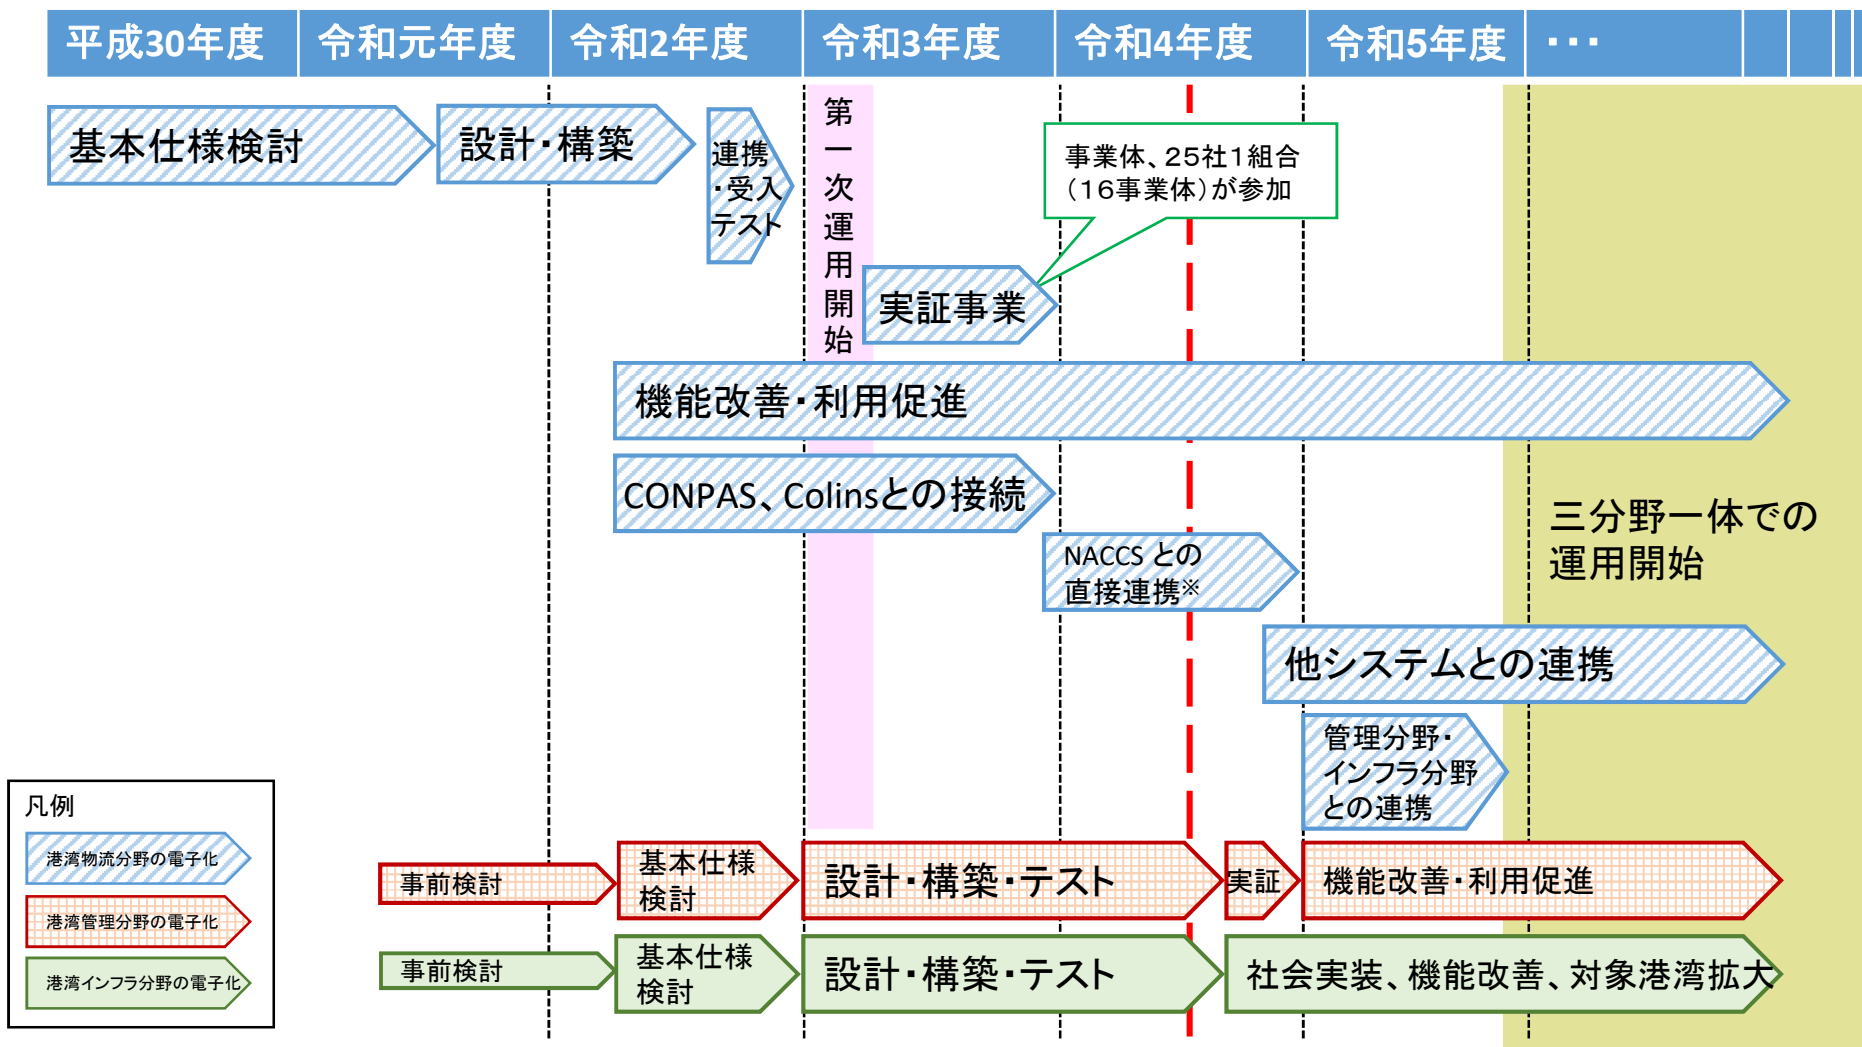 平成30年度
令和元年度
令和2年度
令和3年度
令和4年度
令和5年度
・・・
基本仕様検討
設計・構築
連携
・受入
テスト
第一次運用開始
事業体、25社1組合
（16事業体）が参加
実証事業
機能改善・利用促進
CONPAS、Colinsとの接続
NACCS との
直接連携※
三分野一体での
運用開始
他システムとの連携
管理分野・
インフラ分野
との連携
事前検討
基本仕様
検討
設計・構築・テスト
実証
機能改善・利用促進
事前検討
基本仕様
検討
設計・構築・テスト
社会実装、機能改善、対象港湾拡大
凡例
港湾物流分野の電子化
港湾管理分野の電子化
港湾インフラ分野の電子化